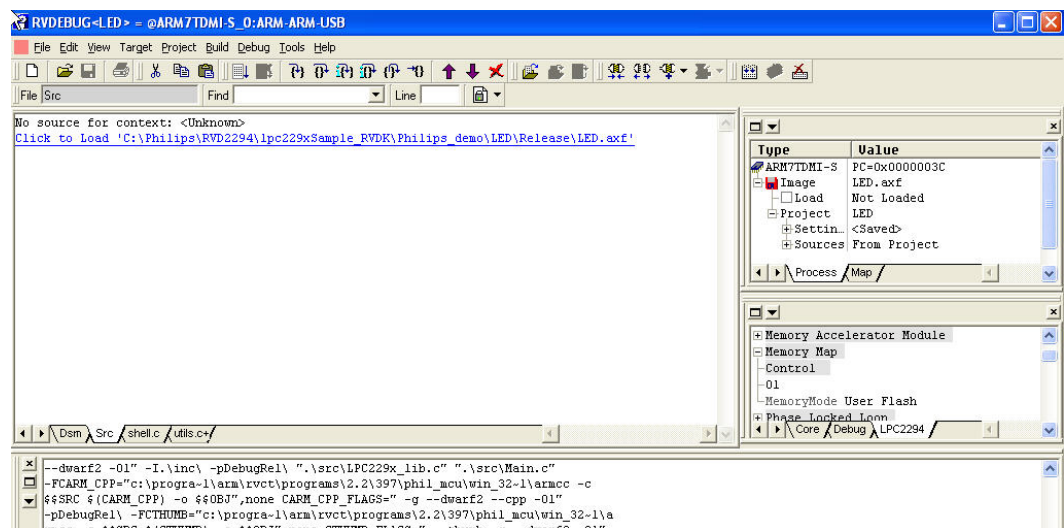 RVDEBUG<LED> = @ARM7TDMI-S_0:ARM-ARM-USB
File Edit View Target Project Build Debug Tools Help
File Src Find Line
No source for context: <Unknown>
Click to Load 'C:\Philips\RVD2294\lpc229xSample_RVDK\Philips_demo\LED\Release\LED.axf'
Type Value
ARM7TDMI-S PC=0x0000003C
Image LED.axf
Load Not Loaded
Project LED
Settin… <Saved>
Sources From Project
Process Map
Memory Accelerator Module
Memory Map
Control
01
MemoryMode User Flash
Phase Locked Loop
Core Debug LPC2294
Dsm Src shell.c utils.c
--dwarf2 -O1" -I.\inc\ -pDebugRel\ ".\src\LPC229x_lib.c" ".\src\Main.c"
-FCARM_CPP="c:\progra~1\arm\rvct\programs\2.2\397\phil_mcu\win_32~1\armcc -c
$$SRC $(CARM_CPP) -o $$OBJ",none CARM_CPP_FLAGS=" -g --dwarf2 --cpp -O1"
-pDebugRel\ -FCTHUMB="c:\progra~1\arm\rvct\programs\2.2\397\phil_mcu\win_32~1\a